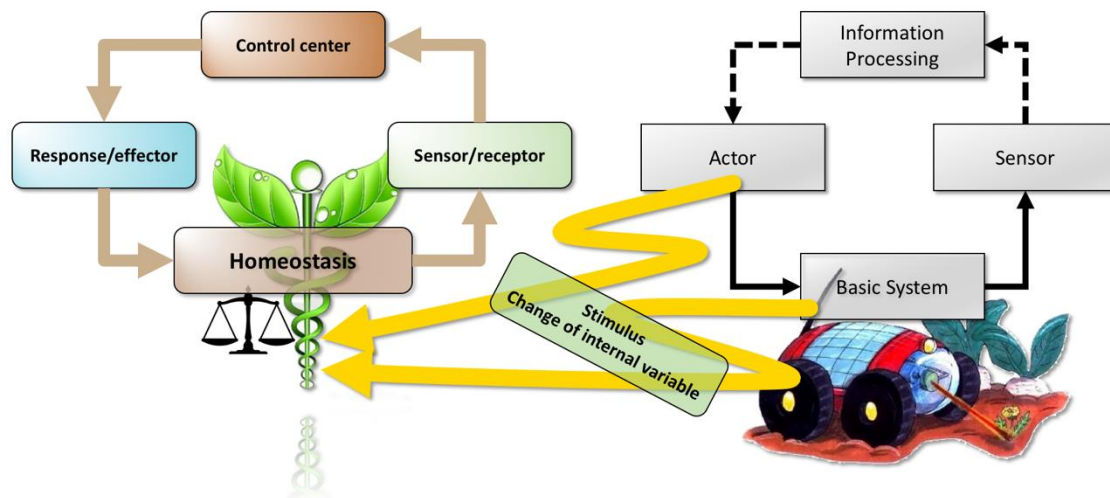 Control center
Response/effector
Sensor/receptor
Homeostasis
Stimulus
Change of internal variable
Information
Processing
Actor
Sensor
Basic System